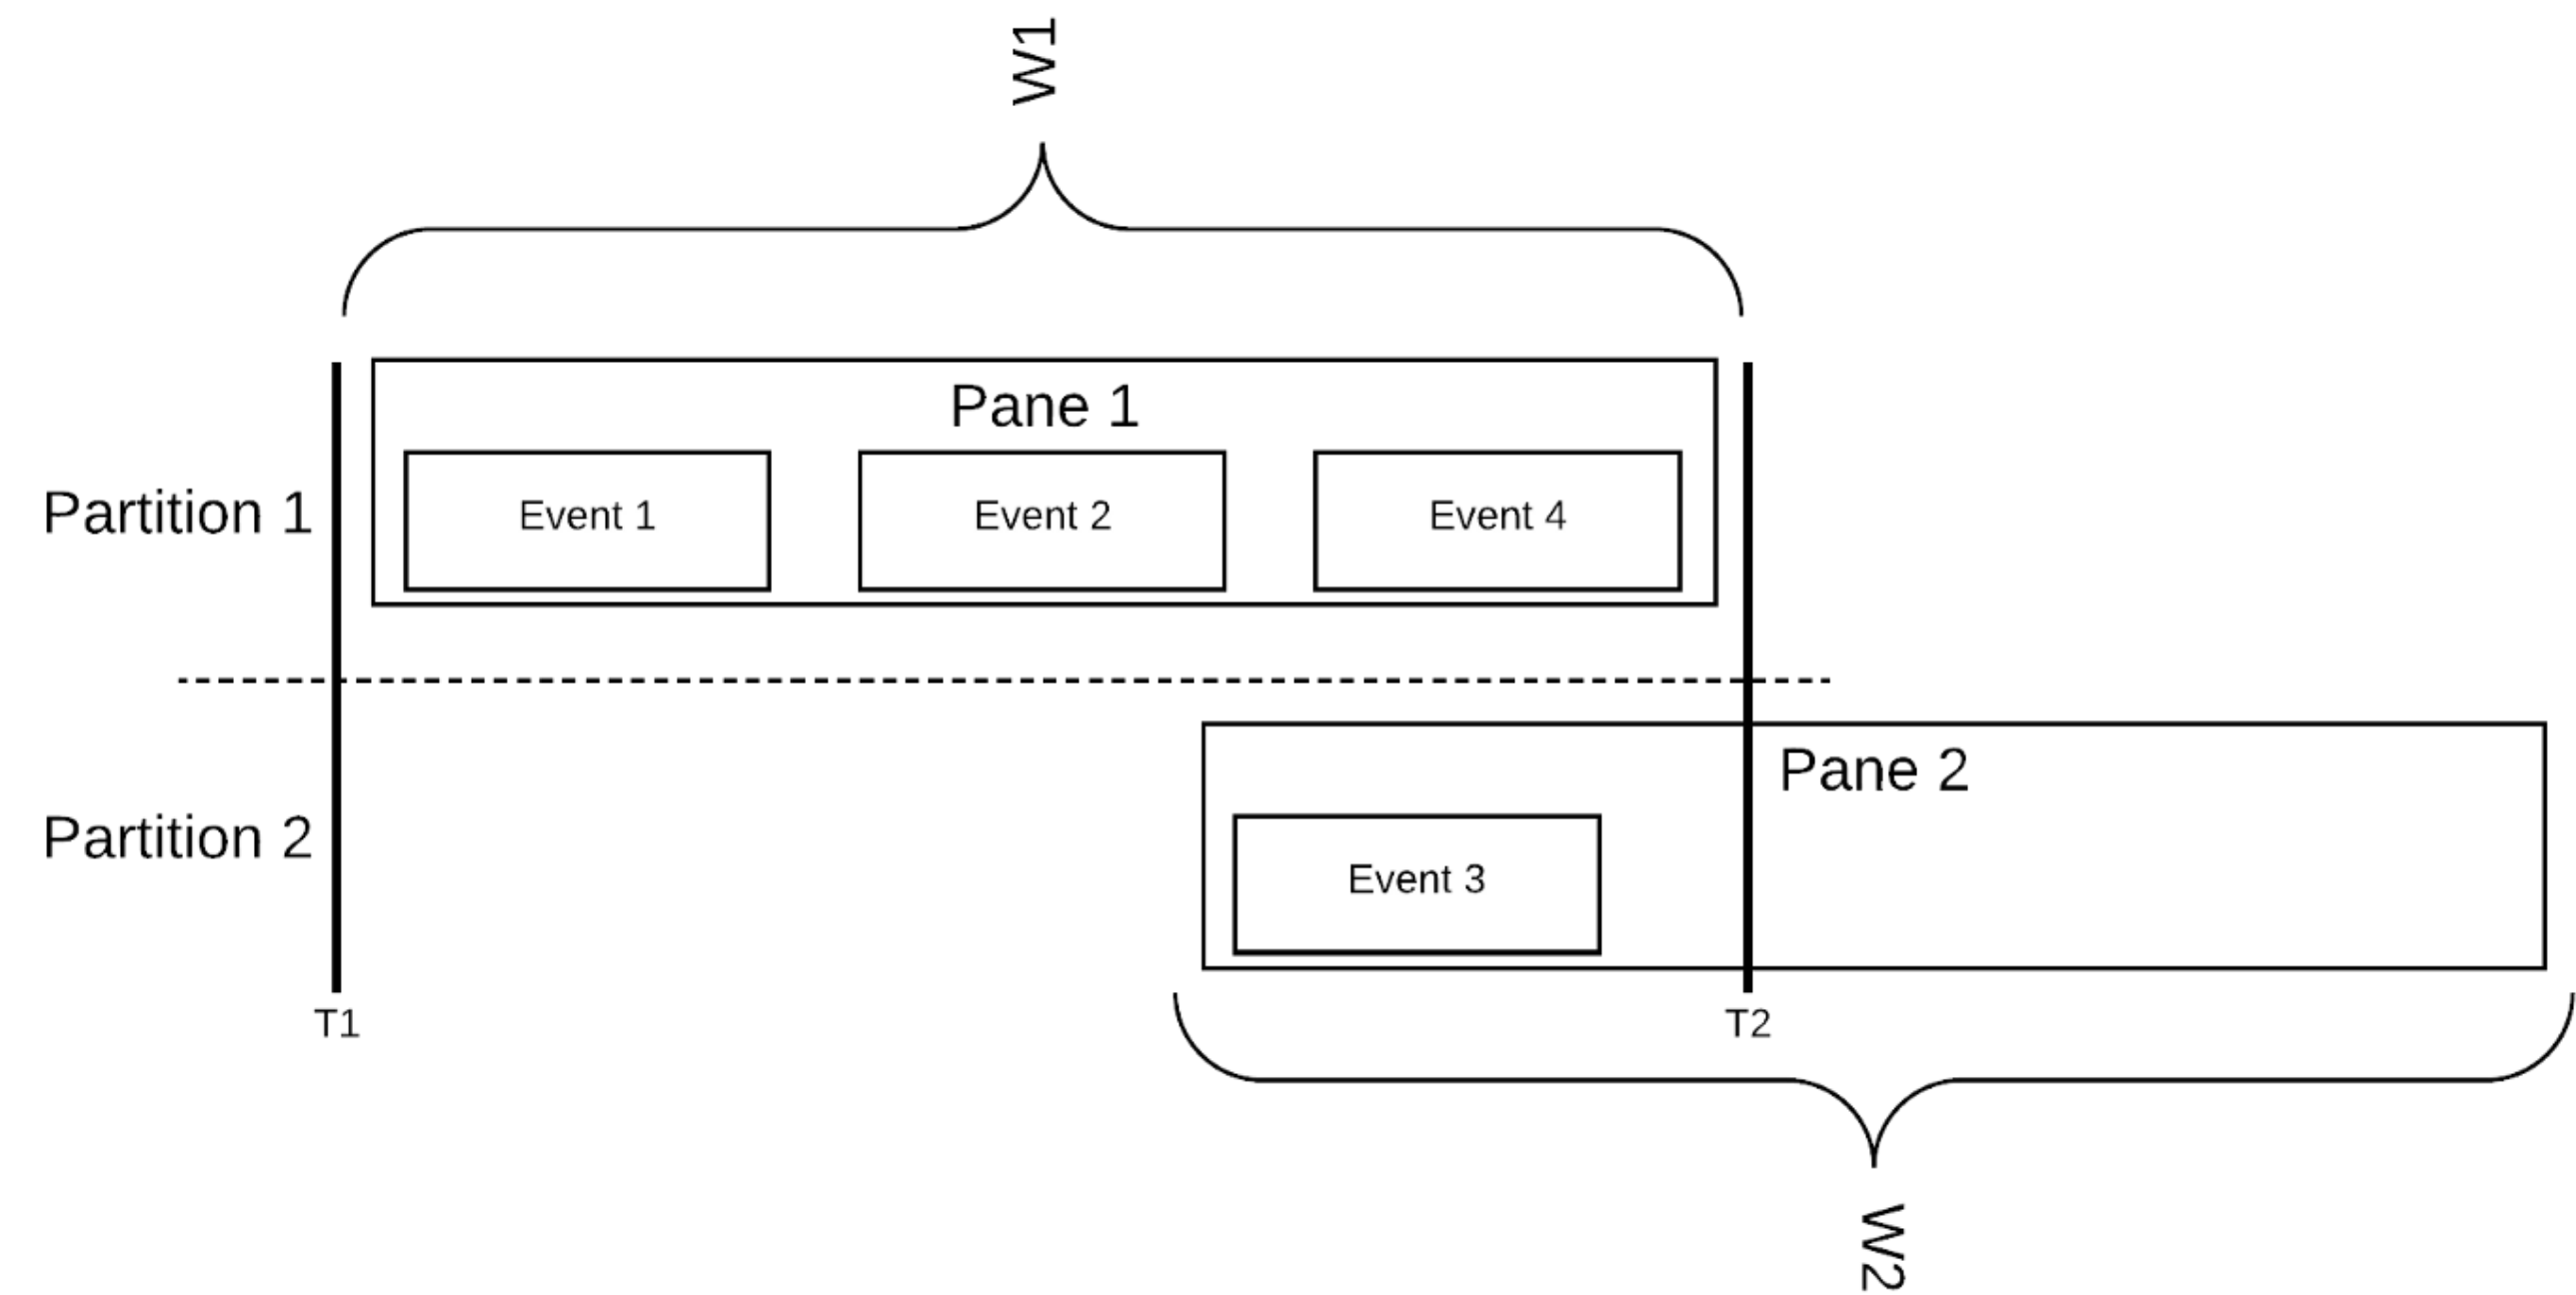 W1
Pane 1
Partition 1
Event 1
Event 2
Event 4
Pane 2
Partition 2
Event 3
T1
T2
W2